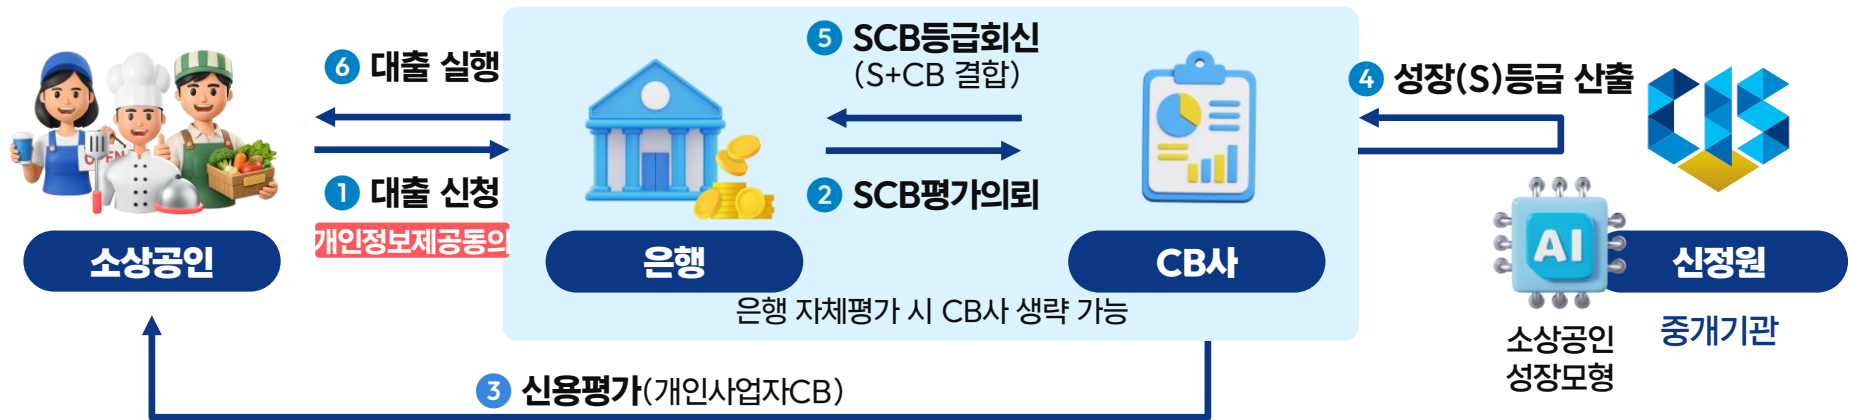 6 대출 실행
1 대출 신청
개인정보제공동의
소상공인
5 SCB등급회신
(S+CB 결합)
2 SCB평가의뢰
은행
CB사
은행 자체평가 시 CB사 생략 가능
3 신용평가(개인사업자CB)
4 성장(S)등급 산출
CIS
AI
신정원
중개기관
소상공인
성장모형
OPEN